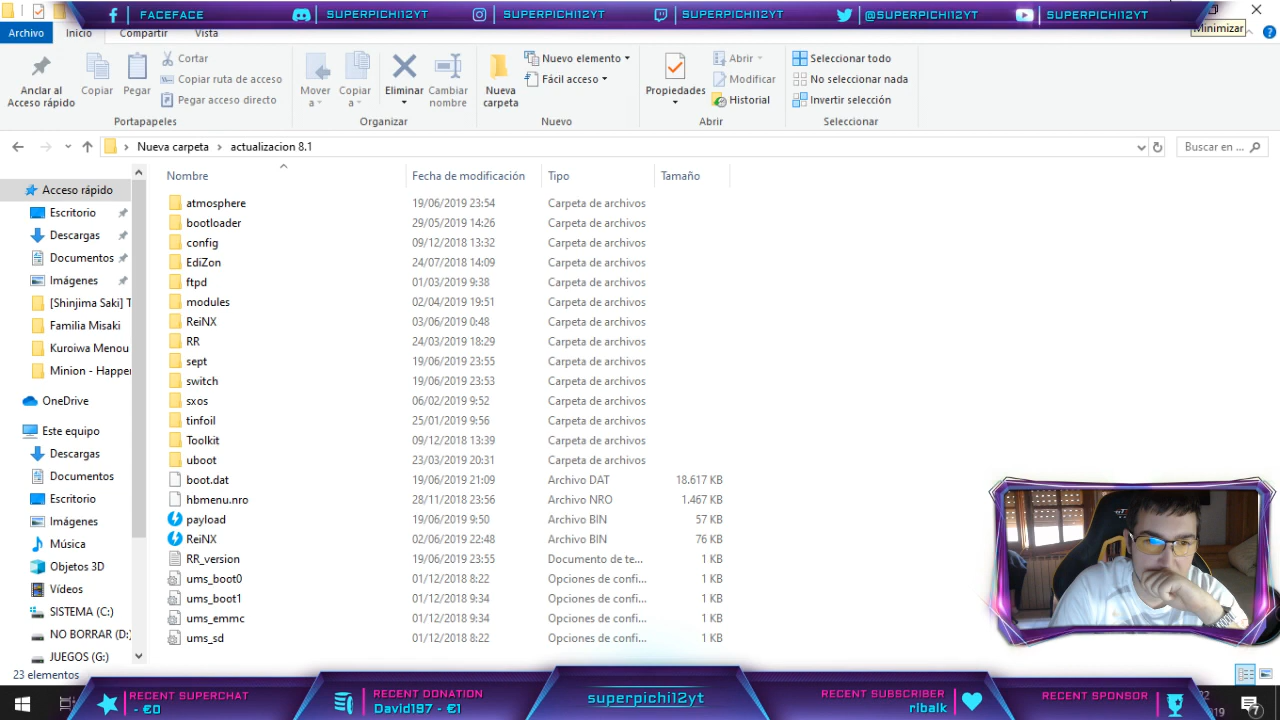 FACEFACE
SUPERPICHI12YT
SUPERPICHI12YT
SUPERPICHI12YT
@SUPERPICHI12YT
SUPERPICHI12YT
Minimizar
Archivo
Inicio
Compartir
Vista
Anclar al
Acceso rápido
Copiar
Pegar
Cortar
Copiar ruta de acceso
Pegar acceso directo
Portapapeles
Mover
a
Copiar
a
Eliminar
Cambiar
nombre
Organizar
Nueva
carpeta
Nuevo elemento
Fácil acceso
Nuevo
Propiedades
Abrir
Modificar
Historial
Abrir
Seleccionar todo
No seleccionar nada
Invertir selección
Seleccionar
Nueva carpeta > actualizacion 8.1
Buscar en ...
Nombre Fecha de modificación Tipo Tamaño
atmosphere 19/06/2019 23:54 Carpeta de archivos
bootloader 29/05/2019 14:26 Carpeta de archivos
config 09/12/2018 13:32 Carpeta de archivos
EdiZon 24/07/2018 14:09 Carpeta de archivos
ftpd 01/03/2019 9:38 Carpeta de archivos
modules 02/04/2019 19:51 Carpeta de archivos
ReiNX 03/06/2019 0:48 Carpeta de archivos
RR 24/03/2019 18:29 Carpeta de archivos
sept 19/06/2019 23:55 Carpeta de archivos
switch 19/06/2019 23:53 Carpeta de archivos
sxos 06/02/2019 9:52 Carpeta de archivos
tinfoil 25/01/2019 9:56 Carpeta de archivos
Toolkit 09/12/2018 13:39 Carpeta de archivos
uboot 23/03/2019 20:31 Carpeta de archivos
boot.dat 19/06/2019 21:09 Archivo DAT 18.617 KB
hbmenu.nro 28/11/2018 23:56 Archivo NRO 1.467 KB
payload 19/06/2019 9:50 Archivo BIN 57 KB
ReiNX 02/06/2019 22:48 Archivo BIN 76 KB
RR_version 19/06/2019 23:55 Documento de te... 1 KB
ums_boot0 01/12/2018 8:22 Opciones de confi... 1 KB
ums_boot1 01/12/2018 9:34 Opciones de confi... 1 KB
ums_emmc 01/12/2018 9:34 Opciones de confi... 1 KB
ums_sd 01/12/2018 8:22 Opciones de confi... 1 KB
Acceso rápido
Escritorio
Descargas
Documentos
Imágenes
[Shinjima Saki] T
Familia Misaki
Kuroiwa Menou
Minion - Happer
OneDrive
Este equipo
Descargas
Documentos
Escritorio
Imágenes
Música
Objetos 3D
Vídeos
SISTEMA (C:)
NO BORRAR (D:)
JUEGOS (G:)
23 elementos
RECENT SUPERCHAT
- €0
RECENT DONATION
David197 - €1
superpichi12yt
RECENT SUBSCRIBER
ribalk
RECENT SPONSOR
7